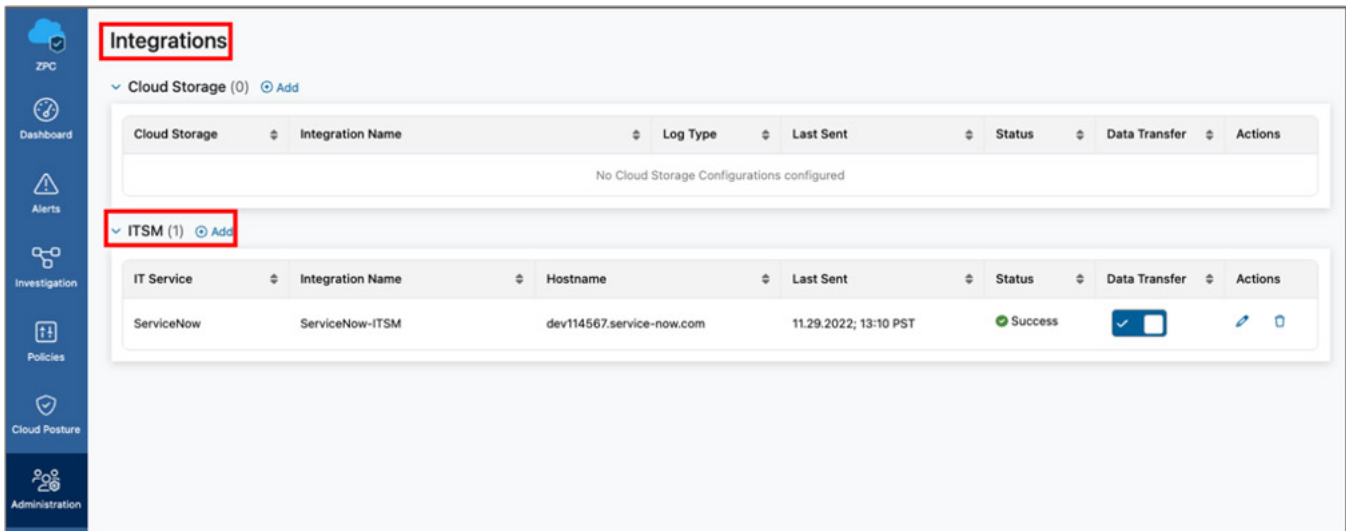 ZPC
Dashboard
Alerts
Investigation
Policies
Cloud Posture
Administration
Integrations
Cloud Storage (0) Add
Cloud Storage Integration Name Log Type Last Sent Status Data Transfer Actions
No Cloud Storage Configurations configured
ITSM (1) Add
IT Service Integration Name Hostname Last Sent Status Data Transfer Actions
ServiceNow ServiceNow-ITSM dev114567.service-now.com 11.29.2022; 13:10 PST Success